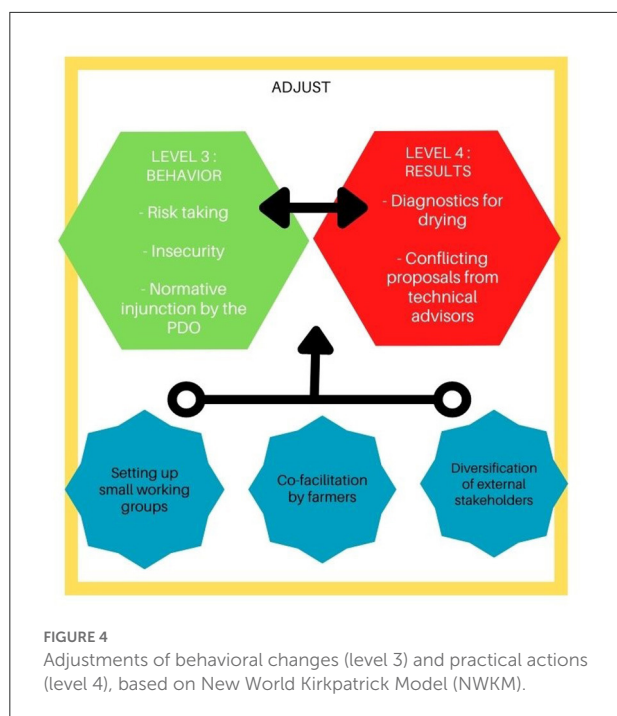 ADJUST
LEVEL 3 :
BEHAVIOR
- Risk taking
- Insecurity
- Normative
injunction by the
PDO
LEVEL 4 :
RESULTS
- Diagnostics for
drying
- Conflicting
proposals from
technical
advisors
Setting up
small working
groups
Co-facilitation
by farmers
Diversification
of external
stakeholders
FIGURE 4
Adjustments of behavioral changes (level 3) and practical actions
(level 4), based on New World Kirkpatrick Model (NWKM).